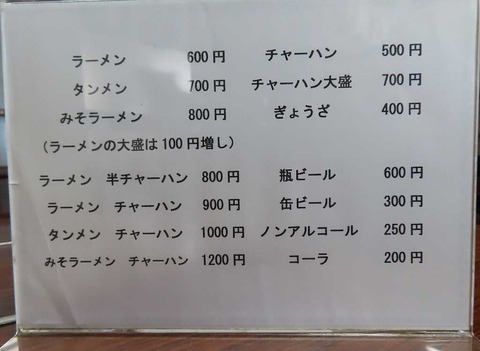 ラーメン 600円 チャーハン 500円
タンメン 700円 チャーハン大盛 700円
みそラーメン 800円 ぎょうざ 400円
（ラーメンの大盛は100円増し）
ラーメン 半チャーハン 800円 瓶ビール 600円
ラーメン チャーハン 900円 缶ビール 300円
タンメン チャーハン 1000円 ノンアルコール 250円
みそラーメン チャーハン 1200円 コーラ 200円